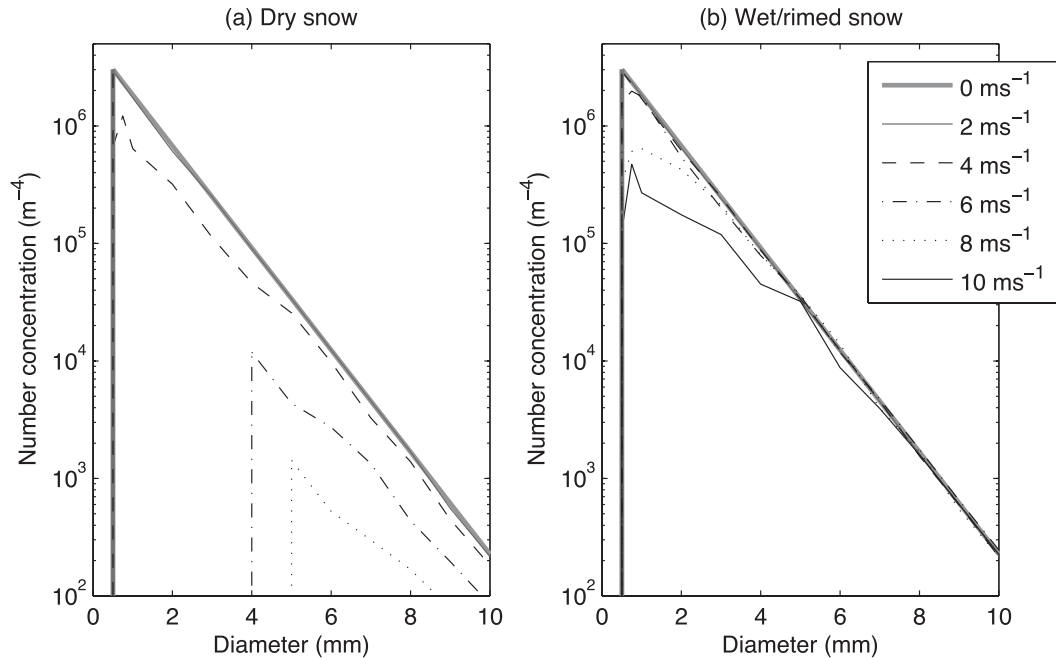 (a) Dry snow
Number concentration (m⁻⁴)
10⁶
10⁵
10⁴
10³
10²
0 2 4 6 8 10
Diameter (mm)
(b) Wet/rimed snow
Number concentration (m⁻⁴)
10⁶
10⁵
10⁴
10³
10²
0 2 4 6 8 10
Diameter (mm)
0 ms⁻¹
2 ms⁻¹
4 ms⁻¹
6 ms⁻¹
8 ms⁻¹
10 ms⁻¹